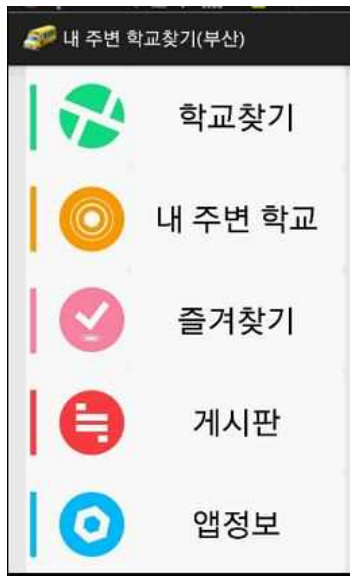 내 주변 학교찾기(부산)
학교찾기
내 주변 학교
즐겨찾기
게시판
앱정보